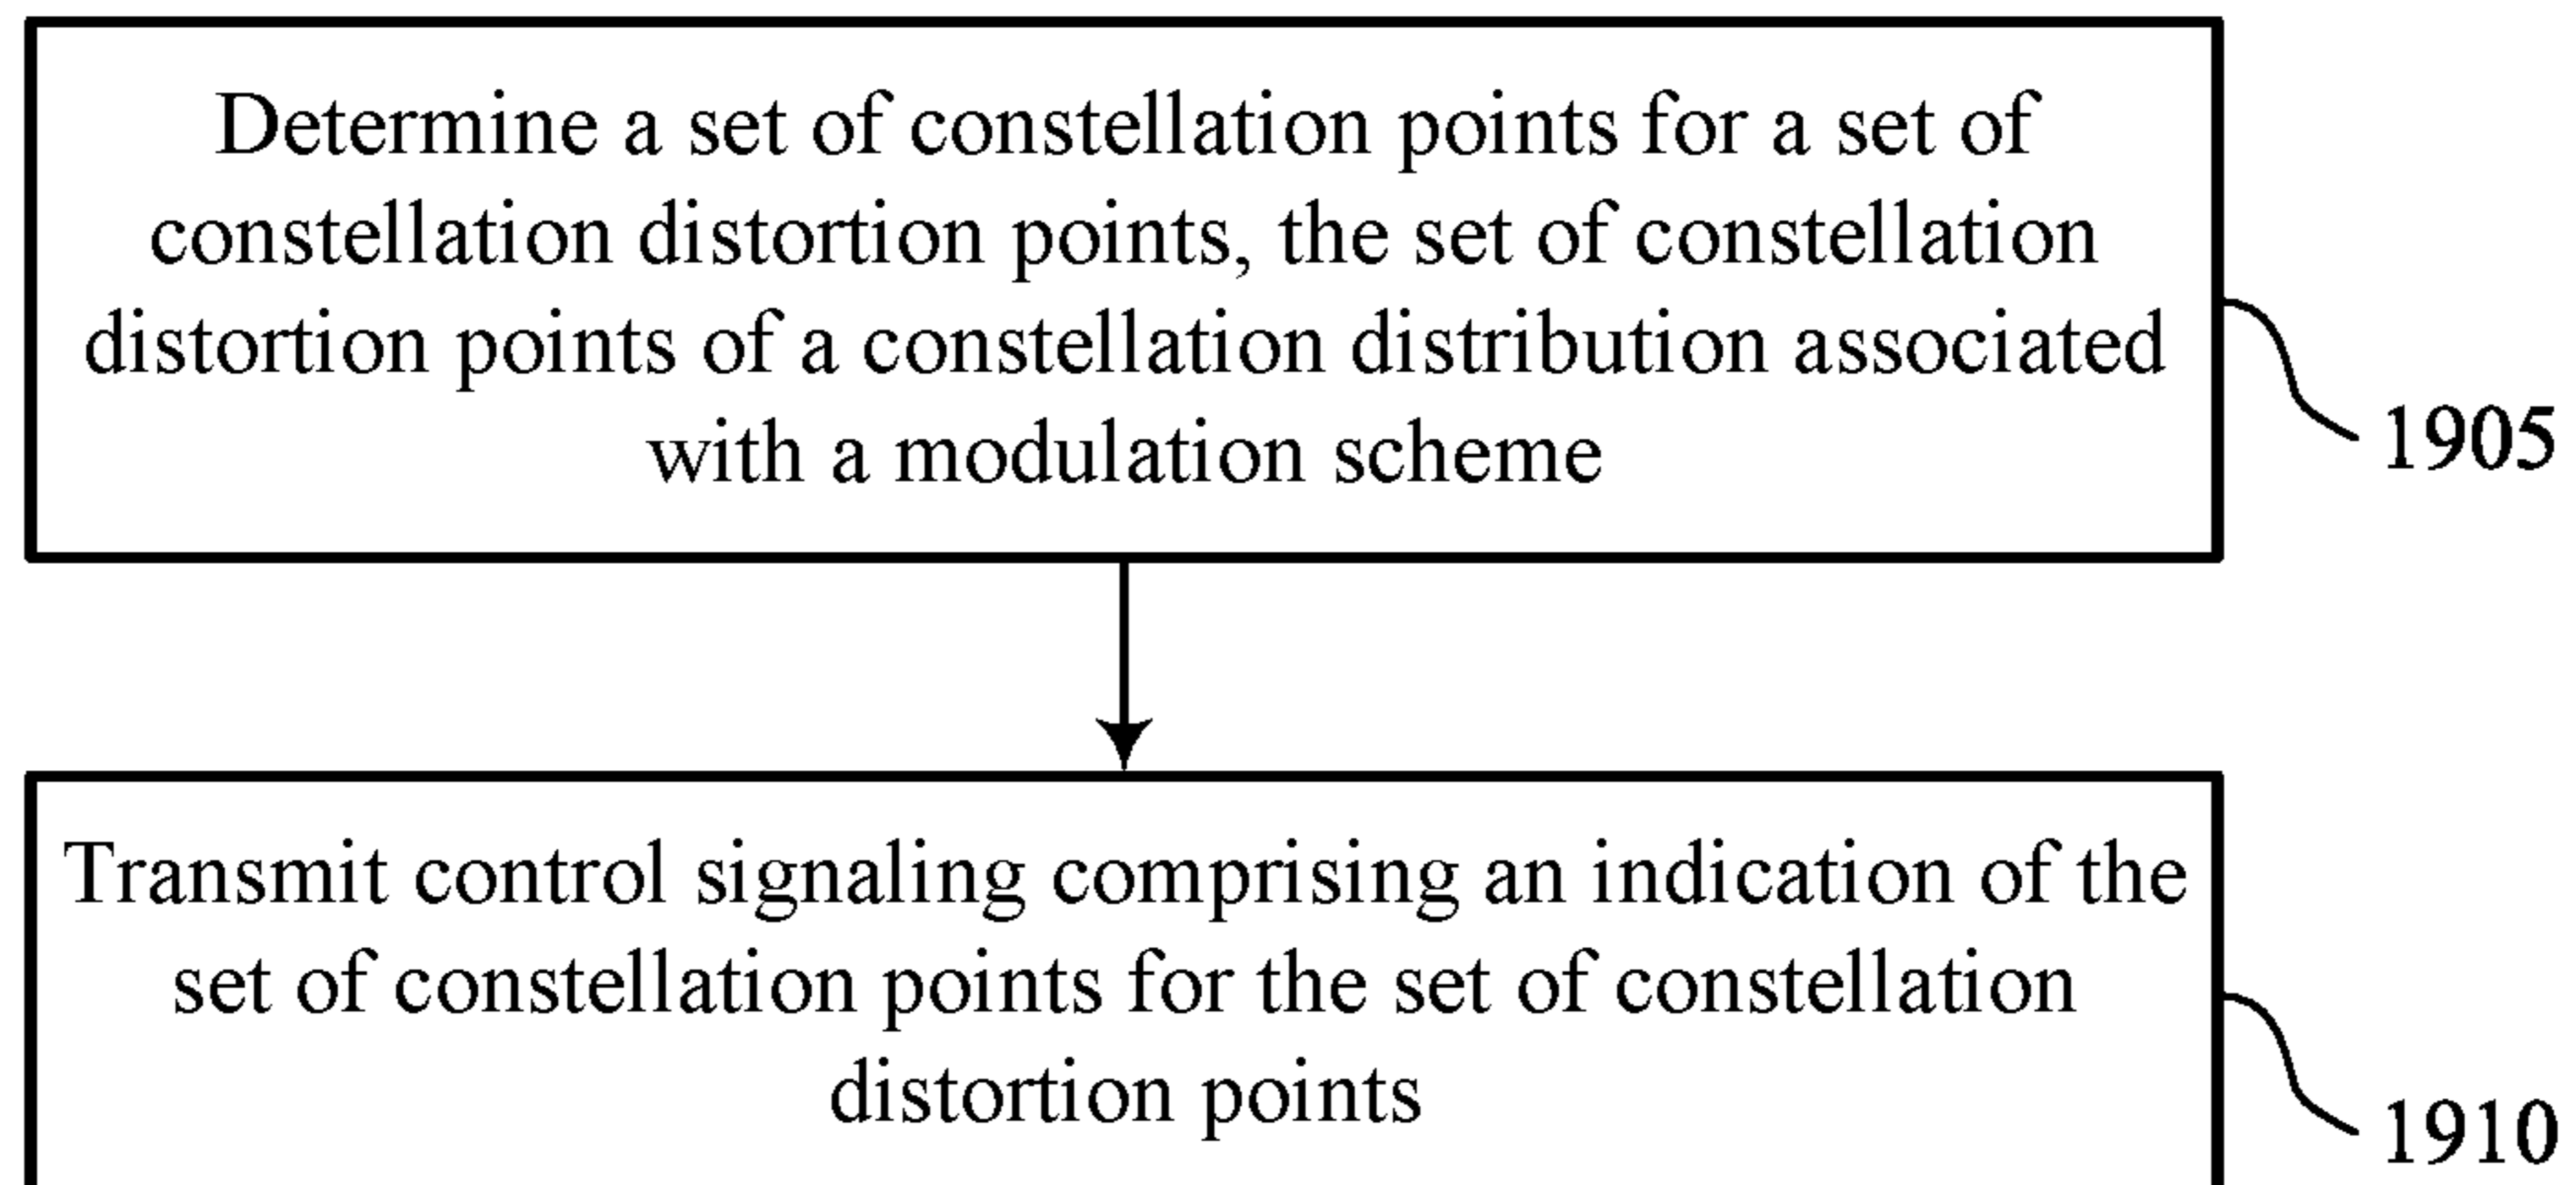 Determine a set of constellation points for a set of
constellation distortion points, the set of constellation
distortion points of a constellation distribution associated
with a modulation scheme
1905
Transmit control signaling comprising an indication of the
set of constellation points for the set of constellation
distortion points
1910